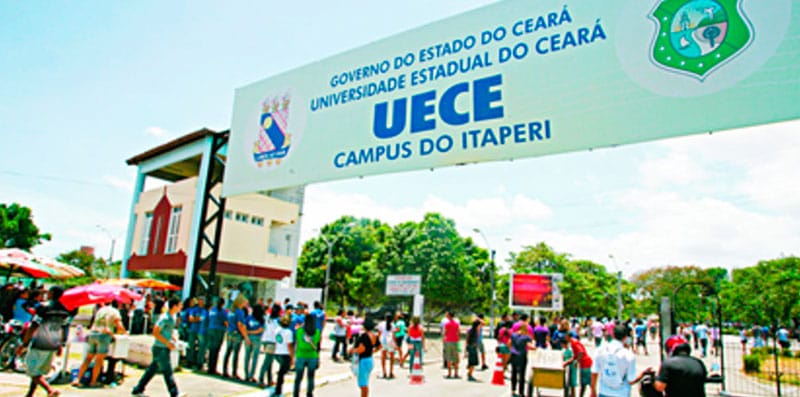 GOVERNO DO ESTADO DO CEARÁ
UNIVERSIDADE ESTADUAL DO CEARÁ
UECE
CAMPUS DO ITAPERI